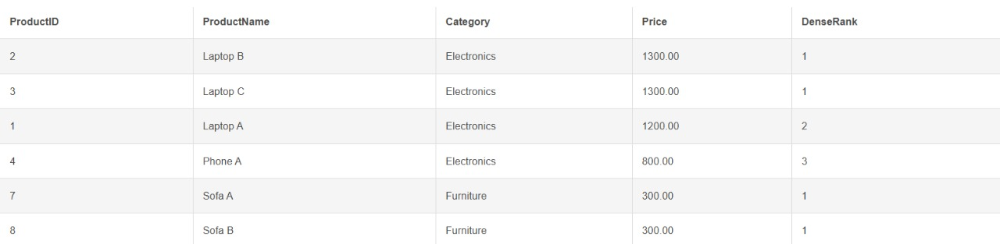 ProductID ProductName Category Price DenseRank
2 Laptop B Electronics 1300.00 1
3 Laptop C Electronics 1300.00 1
1 Laptop A Electronics 1200.00 2
4 Phone A Electronics 800.00 3
7 Sofa A Furniture 300.00 1
8 Sofa B Furniture 300.00 1